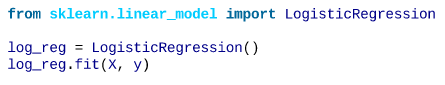 from sklearn.linear_model import LogisticRegression

log_reg = LogisticRegression()
log_reg.fit(X, y)